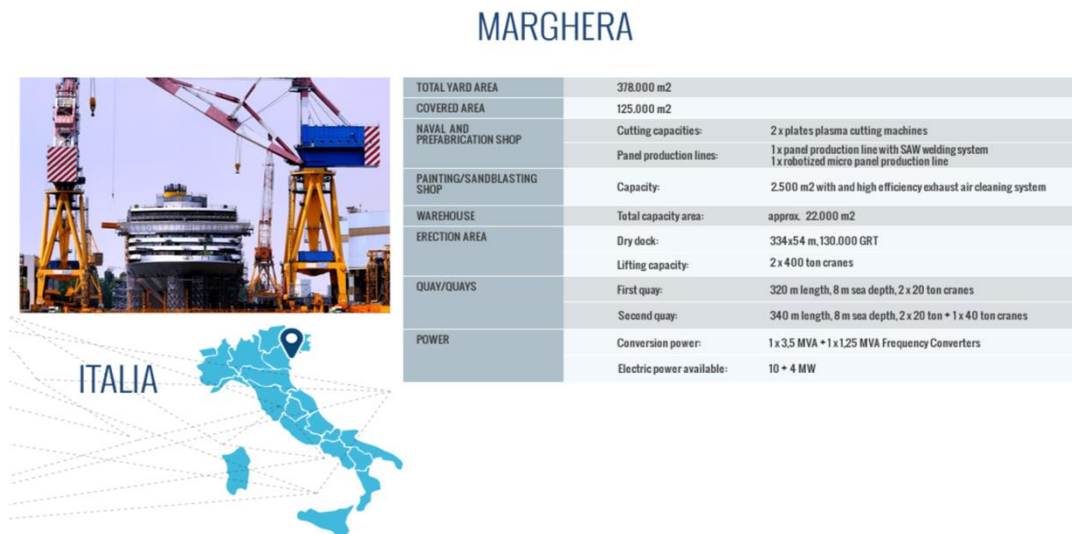 MARGHERA
TOTAL YARD AREA 378.000 m2
COVERED AREA 125.000 m2
NAVAL AND
PREFABRICATION SHOP
Cutting capacities: 2 x plates plasma cutting machines
Panel production lines: 1 x panel production line with SAW welding system
1 x robotized micro panel production line
PAINTING/SANDBLASTING
SHOP
Capacity: 2.500 m2 with and high efficiency exhaust air cleaning system
WAREHOUSE Total capacity area: approx. 22.000 m2
ERECTION AREA Dry dock: 334x54 m, 130.000 GRT
Lifting capacity: 2 x 400 ton cranes
QUAY/QUAYS First quay: 320 m length, 8 m sea depth, 2 x 20 ton cranes
Second quay: 340 m length, 8 m sea depth, 2 x 20 ton + 1 x 40 ton cranes
POWER Conversion power: 1 x 3,5 MVA + 1 x 1,25 MVA Frequency Converters
Electric power available: 10 + 4 MW
ITALIA